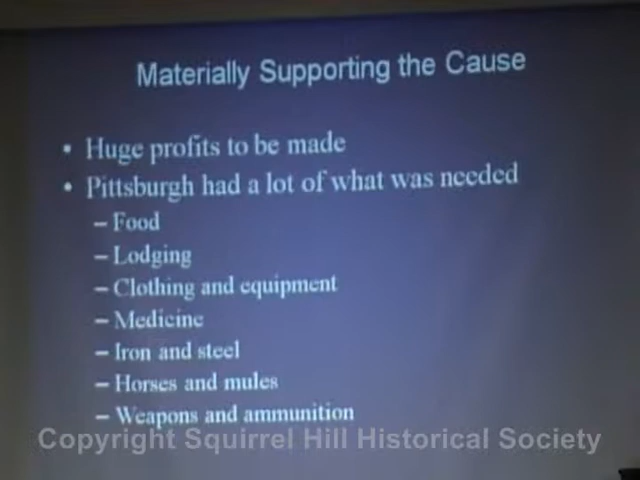 Materially Supporting the Cause
• Huge profits to be made
• Pittsburgh had a lot of what was needed
– Food
– Lodging
– Clothing and equipment
– Medicine
– Iron and steel
– Horses and mules
– Weapons and ammunition
Copyright Squirrel Hill Historical Society